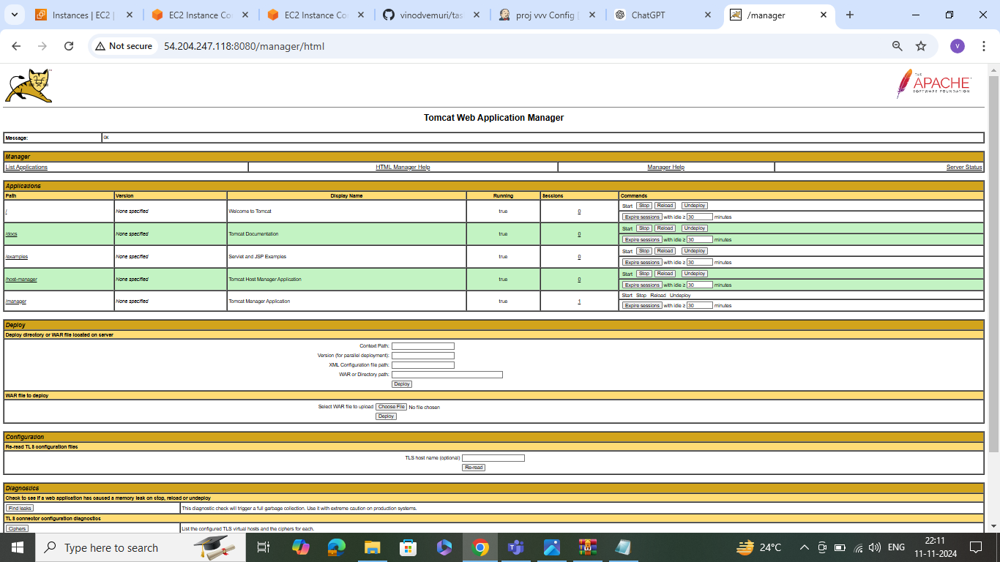 Instances | EC2 |
EC2 Instance Co
EC2 Instance Co
vinodvemuri/tas
proj vvv Config
ChatGPT
/manager
Not secure
54.204.247.118:8080/manager/html
V
THE APACHE SOFTWARE FOUNDATION
Tomcat Web Application Manager
Message: OK
Manager
List Applications HTML Manager Help Manager Help Server Status
Applications
Path Version Display Name Running Sessions Commands
/ None specified Welcome to Tomcat true 0 Start Stop Reload Undeploy
Expire sessions with idle ≥ 30 minutes
/docs None specified Tomcat Documentation true 0 Start Stop Reload Undeploy
Expire sessions with idle ≥ 30 minutes
/examples None specified Servlet and JSP Examples true 0 Start Stop Reload Undeploy
Expire sessions with idle ≥ 30 minutes
/host-manager None specified Tomcat Host Manager Application true 0 Start Stop Reload Undeploy
Expire sessions with idle ≥ 30 minutes
/manager None specified Tomcat Manager Application true 1 Start Stop Reload Undeploy
Expire sessions with idle ≥ 30 minutes
Deploy
Deploy directory or WAR file located on server
Context Path:
Version (for parallel deployment):
XML Configuration file path:
WAR or Directory path:
Deploy
WAR file to deploy
Select WAR file to upload Choose File No file chosen
Deploy
Configuration
Re-read TLS configuration files
TLS host name (optional)
Re-read
Diagnostics
Check to see if a web application has caused a memory leak on stop, reload or undeploy
Find leaks This diagnostic check will trigger a full garbage collection. Use it with extreme caution on production systems.
TLS connector configuration diagnostics
Ciphers List the configured TLS virtual hosts and the ciphers for each.
Type here to search
24°C
ENG
22:11
11-11-2024